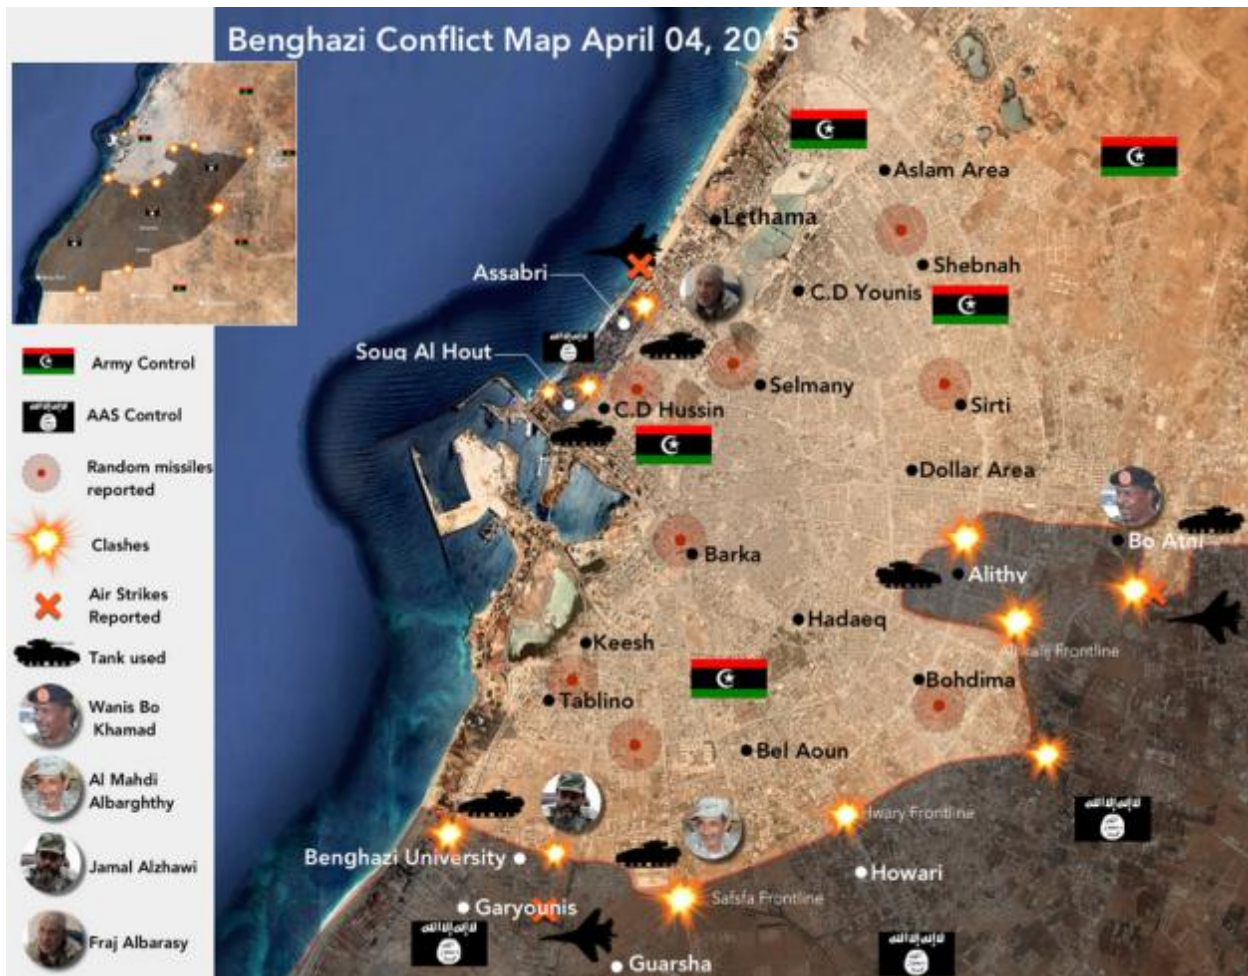 Benghazi Conflict Map April 04, 2015
Army Control
AAS Control
Random missiles
reported
Clashes
Air Strikes
Reported
Tank used
Wanis Bo
Khamad
Al Mahdi
Albarghthy
Jamal Alzhawi
Fraj Albarasy
Aslam Area
Lethama
Shebnah
Assabri
C.D Younis
Souq Al Hout
Selmany
C.D Hussin
Sirti
Dollar Area
Bo Atni
Barka
Alithy
Hadaeq
Keesh
Frontline
Bohdima
Tablino
Bel Aoun
Iwary Frontline
Benghazi University
Howari
Safsfa Frontline
Garyounis
Guarsha